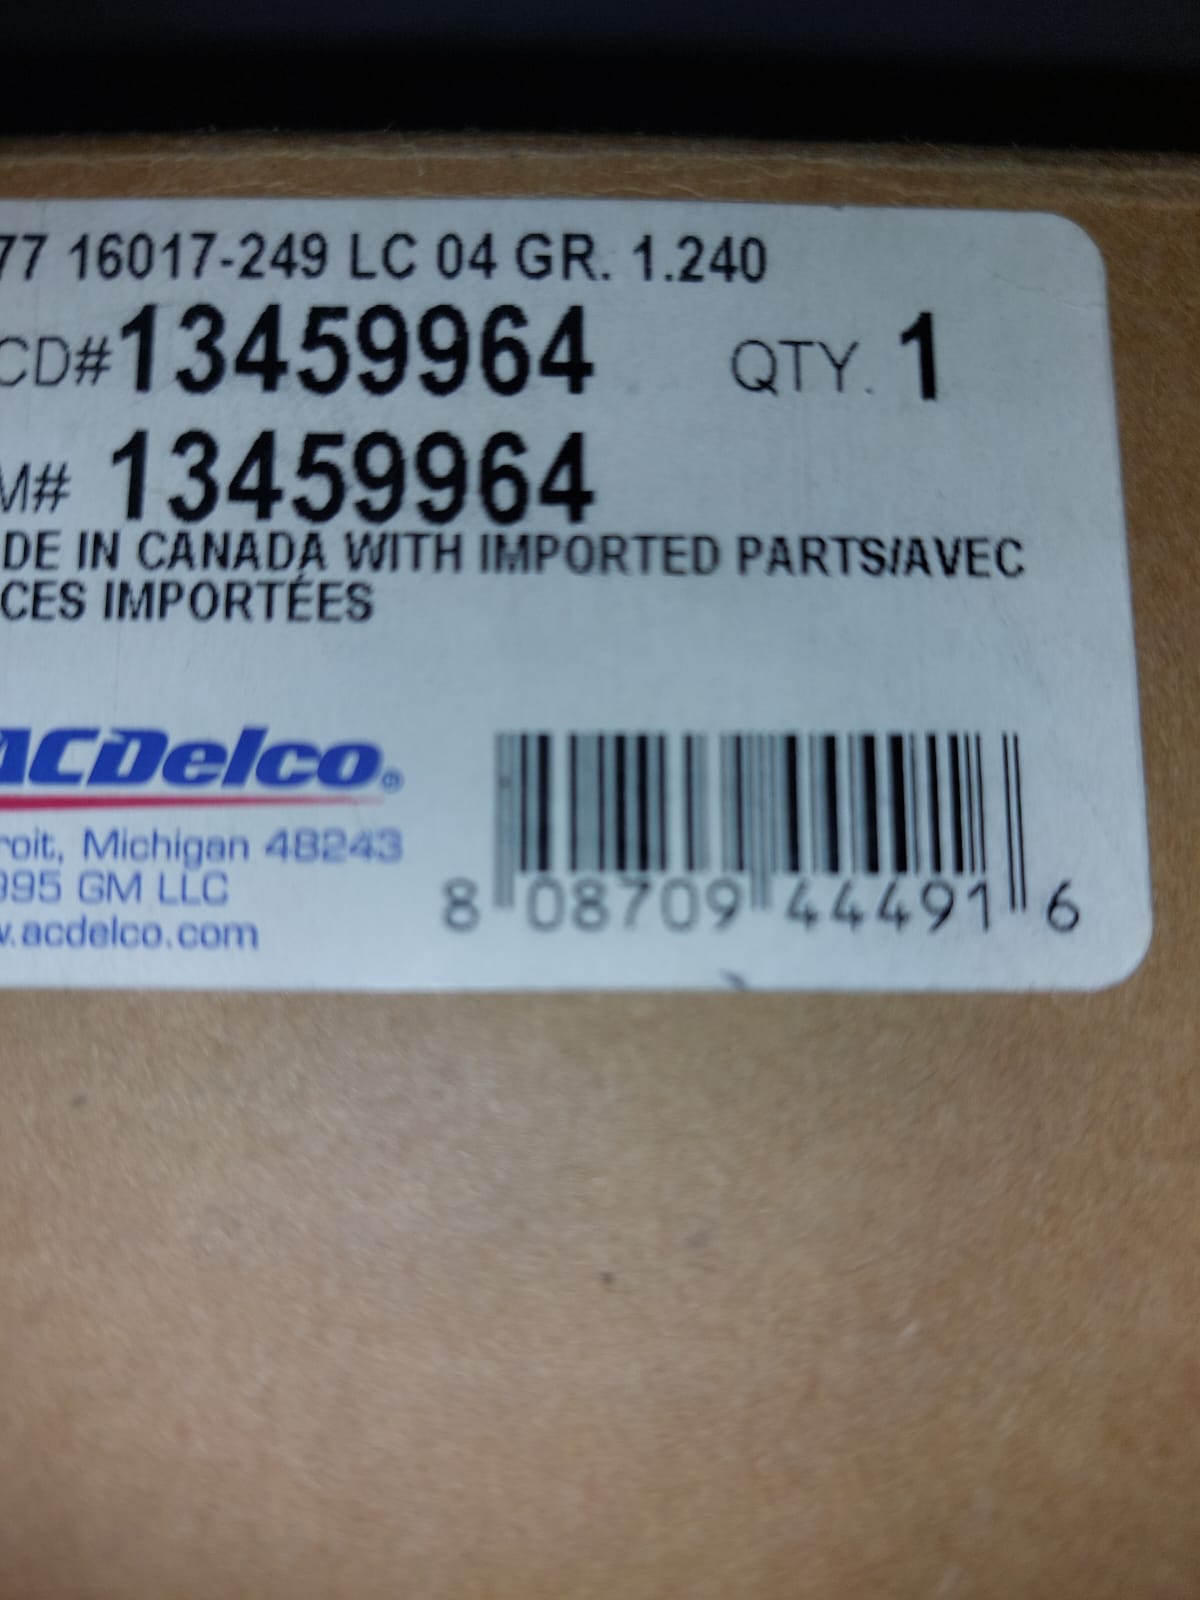 77 16017-249 LC 04 GR. 1.240
CD# 13459964 QTY. 1
M# 13459964
DE IN CANADA WITH IMPORTED PARTS/AVEC
CES IMPORTÉES
ACDelco®
roit, Michigan 48243
995 GM LLC
w.acdelco.com
8 08709 44491 6